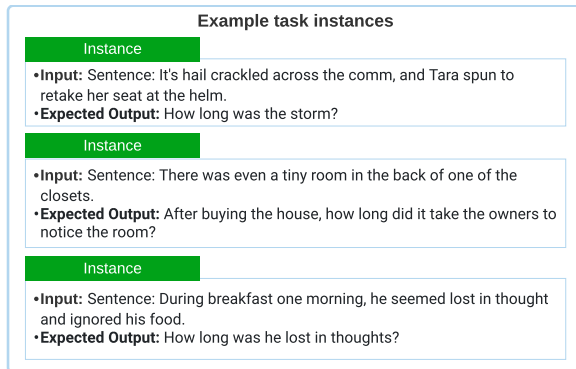 Example task instances
Instance
•Input: Sentence: It's hail crackled across the comm, and Tara spun to
retake her seat at the helm.
•Expected Output: How long was the storm?
Instance
•Input: Sentence: There was even a tiny room in the back of one of the
closets.
•Expected Output: After buying the house, how long did it take the owners to
notice the room?
Instance
•Input: Sentence: During breakfast one morning, he seemed lost in thought
and ignored his food.
•Expected Output: How long was he lost in thoughts?